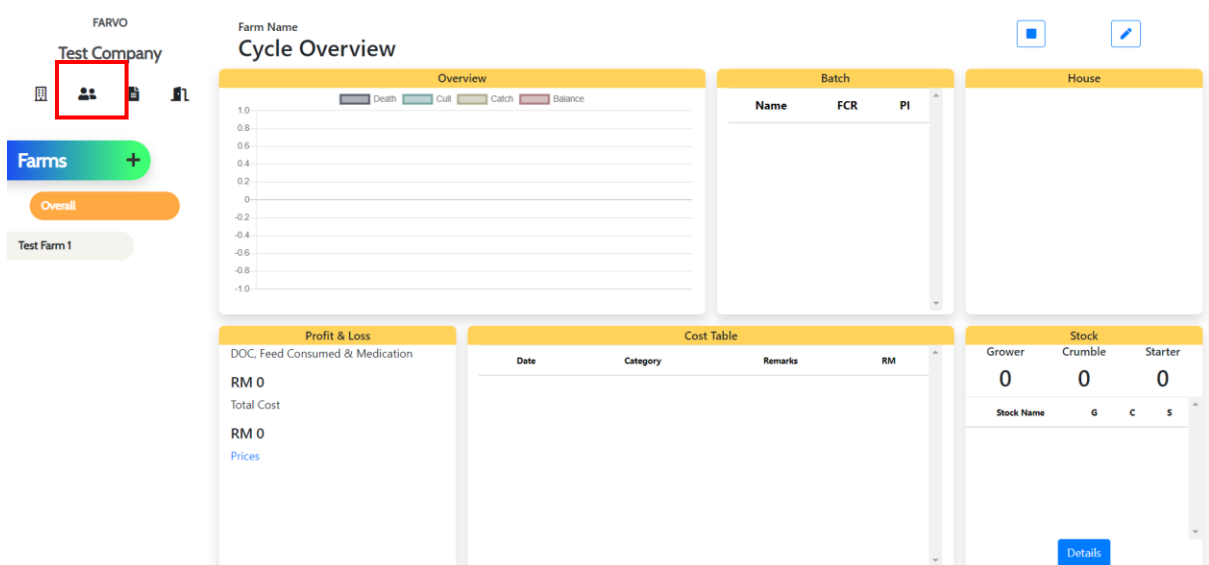 FARVO
Test Company
Farms +
Overall
Test Farm 1
Farm Name
Cycle Overview
Overview
Death Cull Catch Balance
1.0
0.8
0.6
0.4
0.2
0
-0.2
-0.4
-0.6
-0.8
-1.0
Batch
Name FCR PI
House
Profit & Loss
DOC, Feed Consumed & Medication
RM 0
Total Cost
RM 0
Prices
Cost Table
Date Category Remarks RM
Stock
Grower Crumble Starter
0 0 0
Stock Name G C S
Details